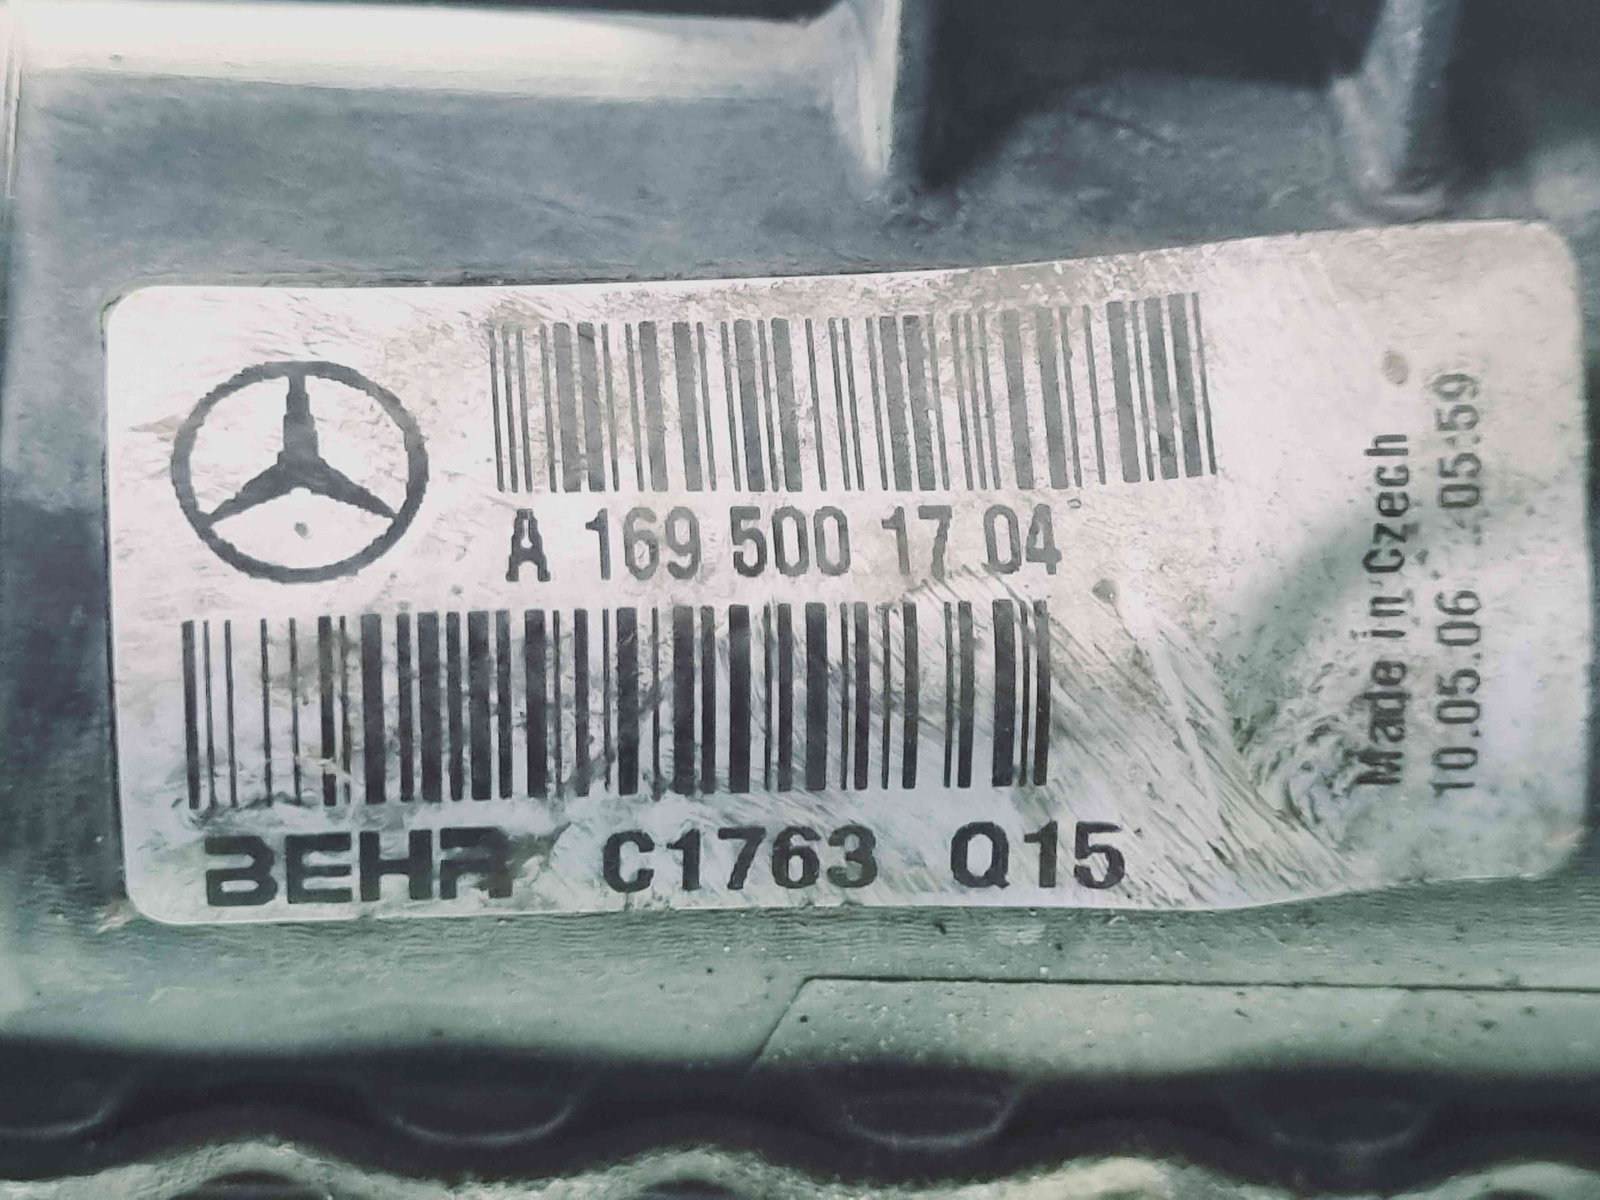 A 169 500 17 04
BEHR C1763 Q15
Made in Czech
10.05.06 05:59